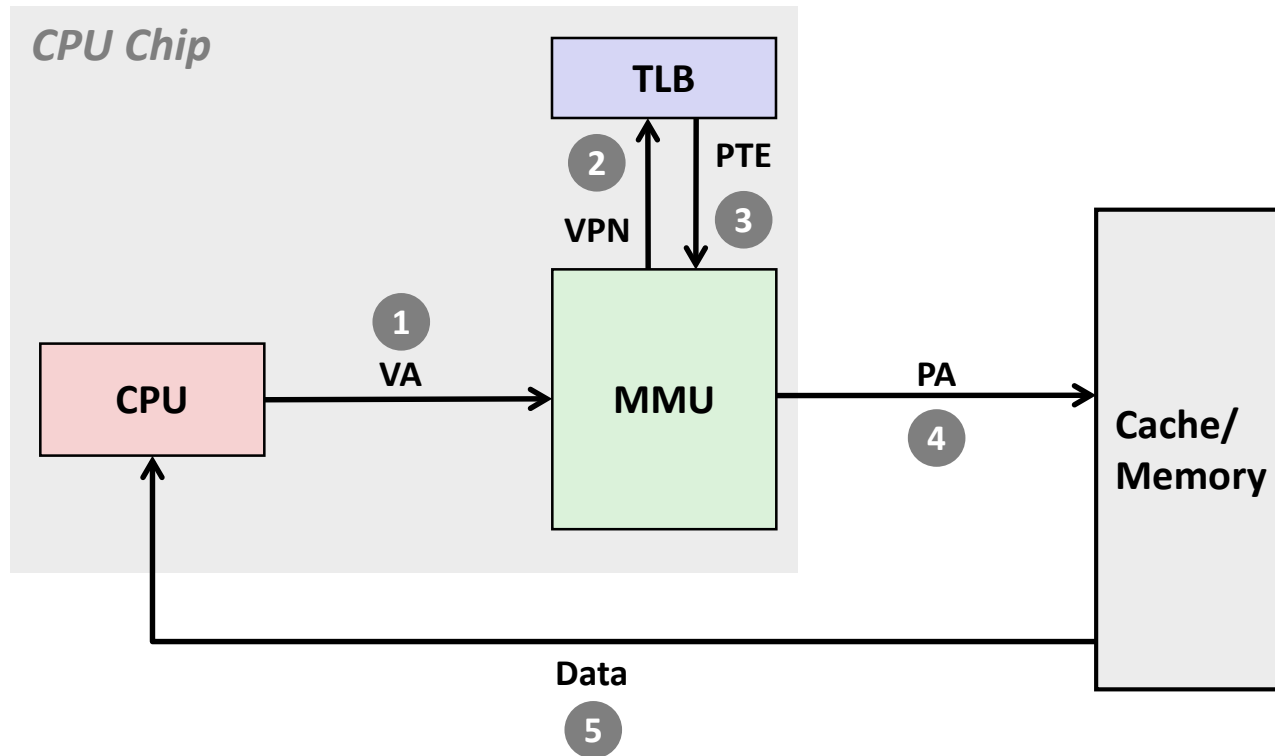 CPU Chip
TLB
2
PTE
VPN
3
1
VA
CPU
MMU
PA
4
Cache/
Memory
Data
5